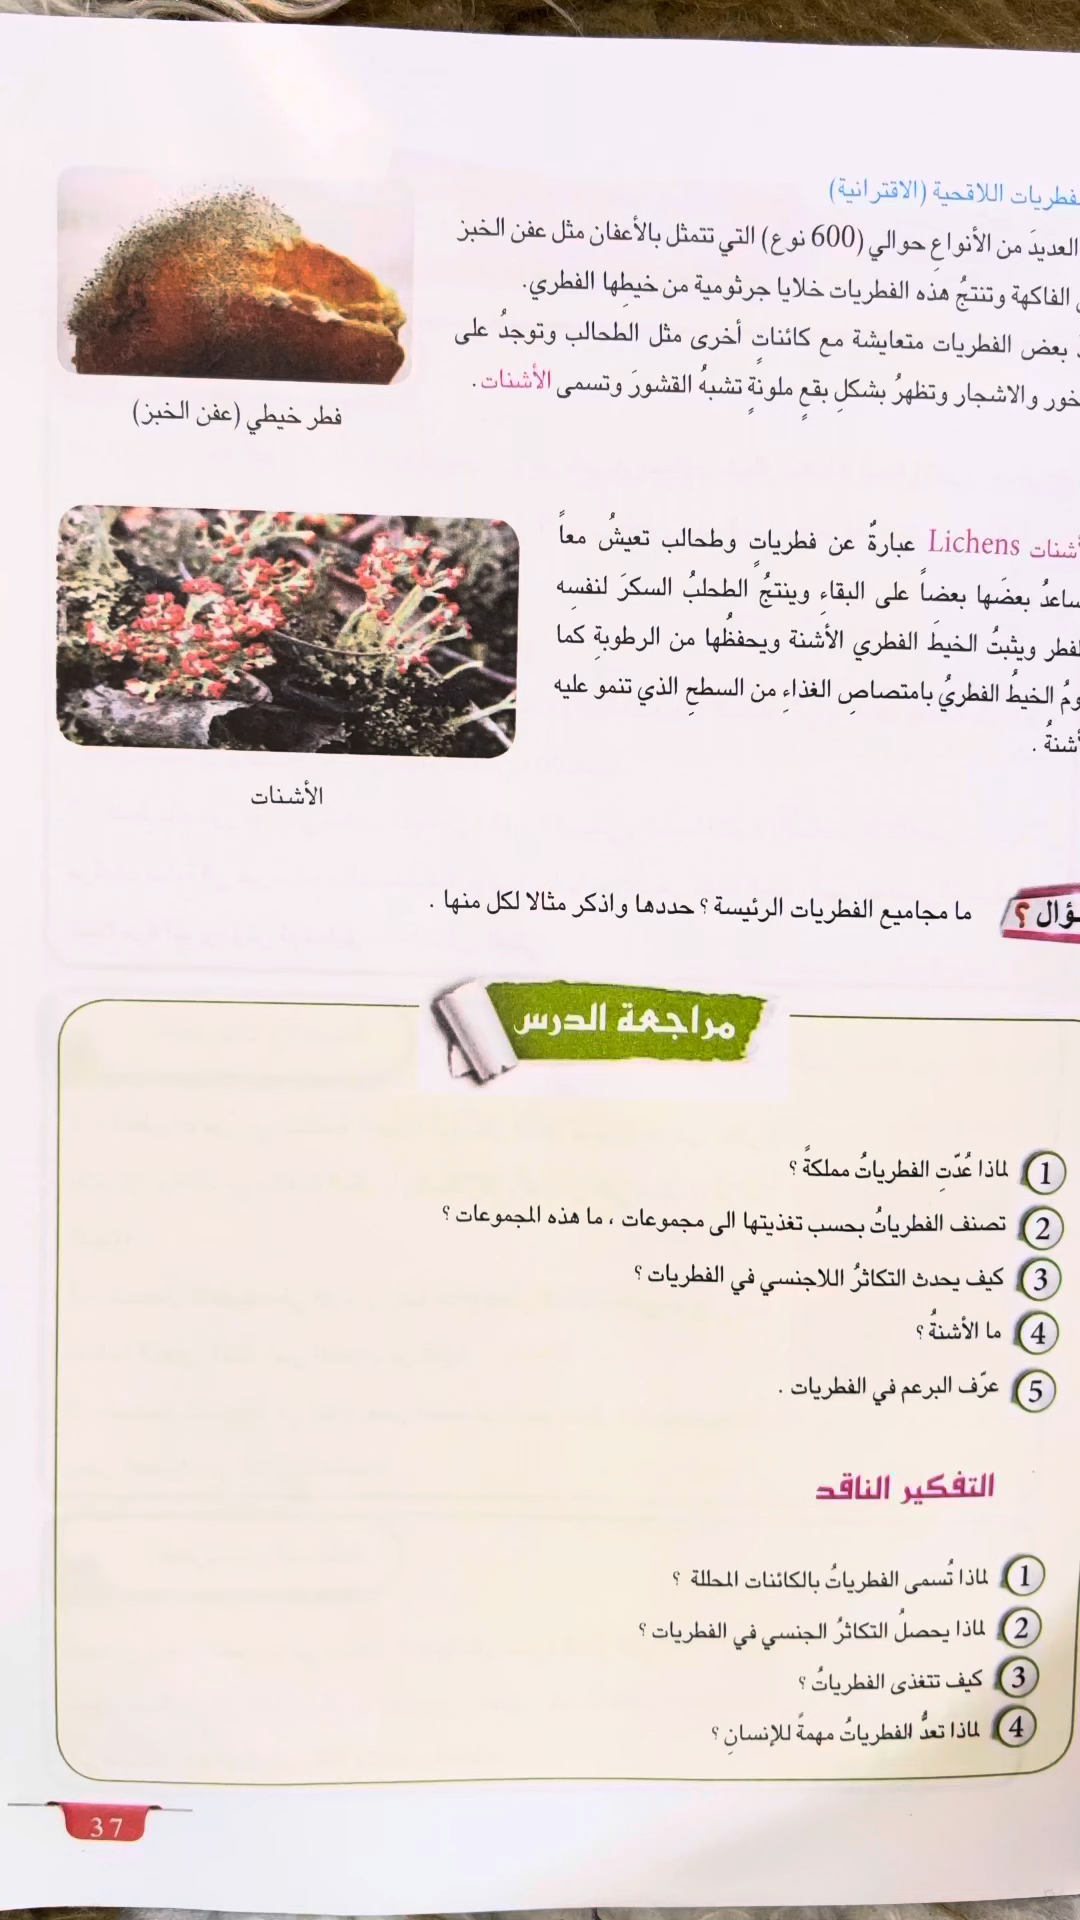 اللاقحية (الاقترانية)
العديدَ من الأنواعِ حوالي (600 نوع) التي تتمثل بالأعفان مثل عفن الخبز
الفاكهة وتنتجُ هذه الفطريات خلايا جرثومية من خيطِها الفطري.
بعض الفطريات متعايشة مع كائناتٍ أخرى مثل الطحالب وتوجدُ على
والاشجار وتظهرُ بشكلِ بقعٍ ملونةٍ تشبهُ القشورَ وتسمى الأشنات.
فطر خيطي (عفن الخبز)
Lichens عبارةٌ عن فطرياتٍ وطحالب تعيشُ معاً
بعضَها بعضاً على البقاءِ وينتجُ الطحلبُ السكرَ لنفسِه
ويثبتُ الخيطُ الفطري الأشنة ويحفظُها من الرطوبةِ كما
الخيطُ الفطريُ بامتصاصِ الغذاءِ من السطحِ الذي تنمو عليه
الأشنات
ما مجاميع الفطريات الرئيسة ؟ حددها واذكر مثالا لكل منها .
مراجعة الدرس
1 لماذا عُدّتِ الفطرياتُ مملكةً ؟
2 تصنف الفطرياتُ بحسب تغذيتها الى مجموعات ، ما هذه المجموعات ؟
3 كيف يحدث التكاثرُ اللاجنسي في الفطريات ؟
4 ما الأشنةُ ؟
5 عرّف البرعم في الفطريات .
التفكير الناقد
1 لماذا تُسمى الفطرياتُ بالكائنات المحللة ؟
2 لماذا يحصلُ التكاثرُ الجنسي في الفطريات ؟
3 كيف تتغذى الفطرياتُ ؟
4 لماذا تعدُّ الفطرياتُ مهمةً للإنسانِ ؟
37